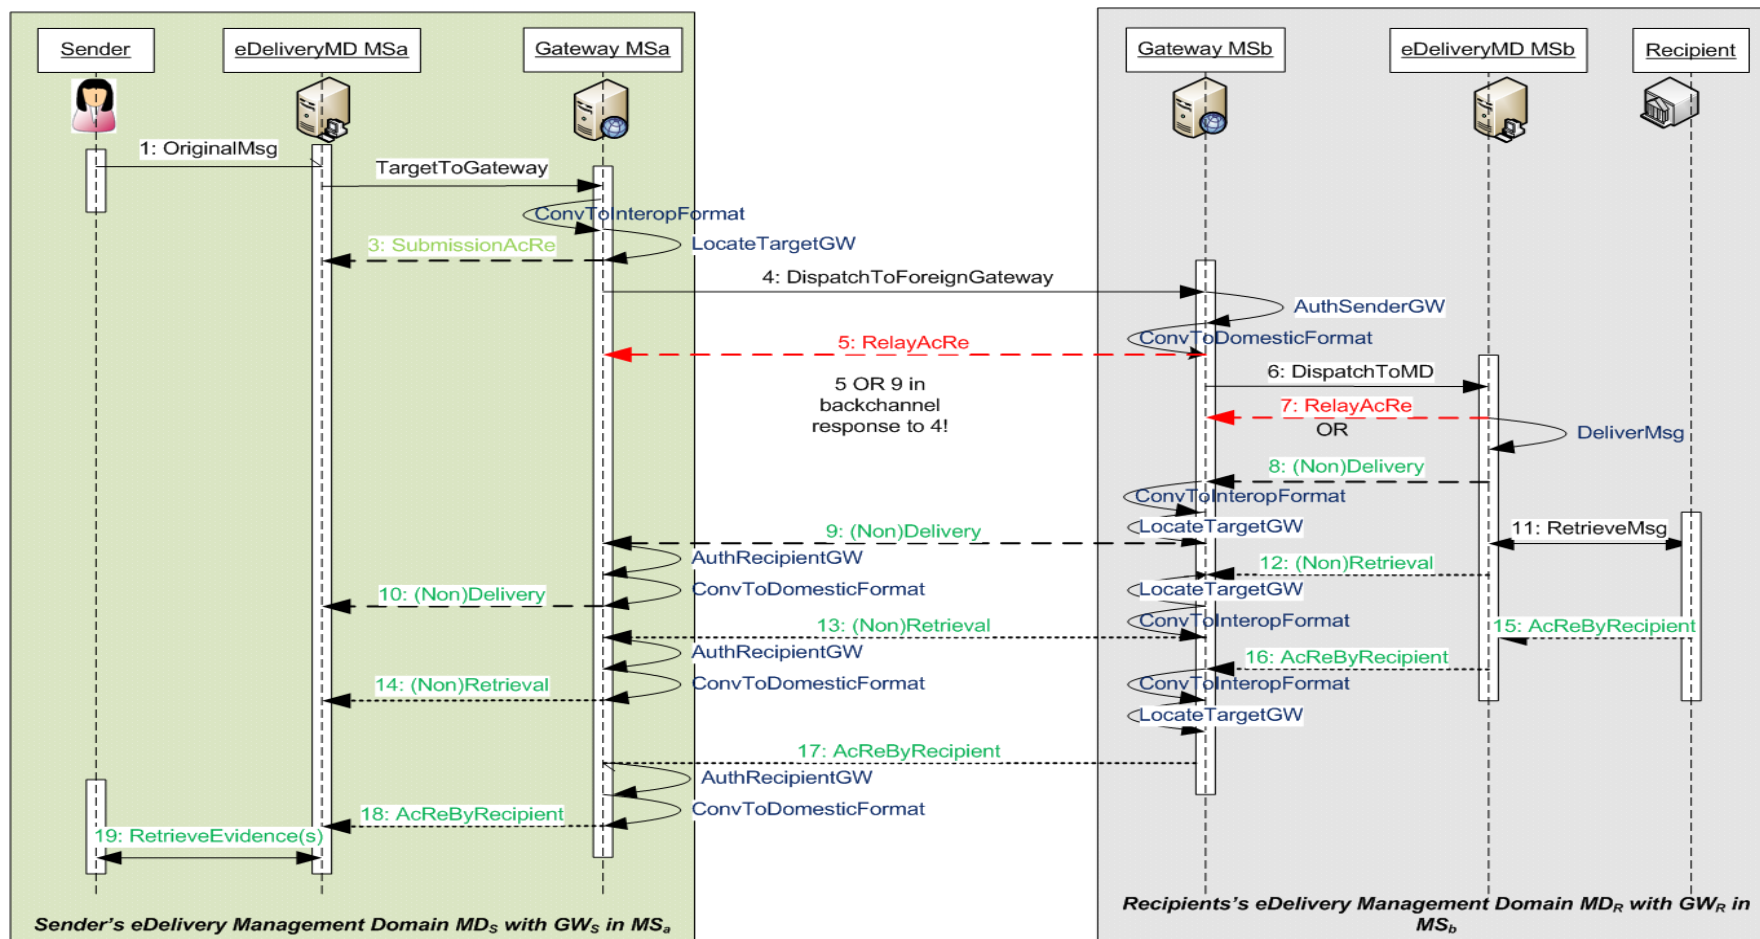 Sender
eDeliveryMD MSa
Gateway MSa
Gateway MSb
eDeliveryMD MSb
Recipient
1: OriginalMsg
TargetToGateway
ConvToInteropFormat
3: SubmissionAcRe
LocateTargetGW
4: DispatchToForeignGateway
AuthSenderGW
ConvToDomesticFormat
5: RelayAcRe
6: DispatchToMD
5 OR 9 in
backchannel
response to 4!
7: RelayAcRe
OR
DeliverMsg
8: (Non)Delivery
ConvToInteropFormat
LocateTargetGW
9: (Non)Delivery
11: RetrieveMsg
AuthRecipientGW
12: (Non)Retrieval
10: (Non)Delivery
ConvToDomesticFormat
LocateTargetGW
13: (Non)Retrieval
ConvToInteropFormat
15: AcReByRecipient
AuthRecipientGW
16: AcReByRecipient
14: (Non)Retrieval
ConvToDomesticFormat
ConvToInteropFormat
LocateTargetGW
17: AcReByRecipient
AuthRecipientGW
18: AcReByRecipient
ConvToDomesticFormat
19: RetrieveEvidence(s)
Sender's eDelivery Management Domain MDS with GWS in MSa
Recipients's eDelivery Management Domain MDR with GWR in
MSb